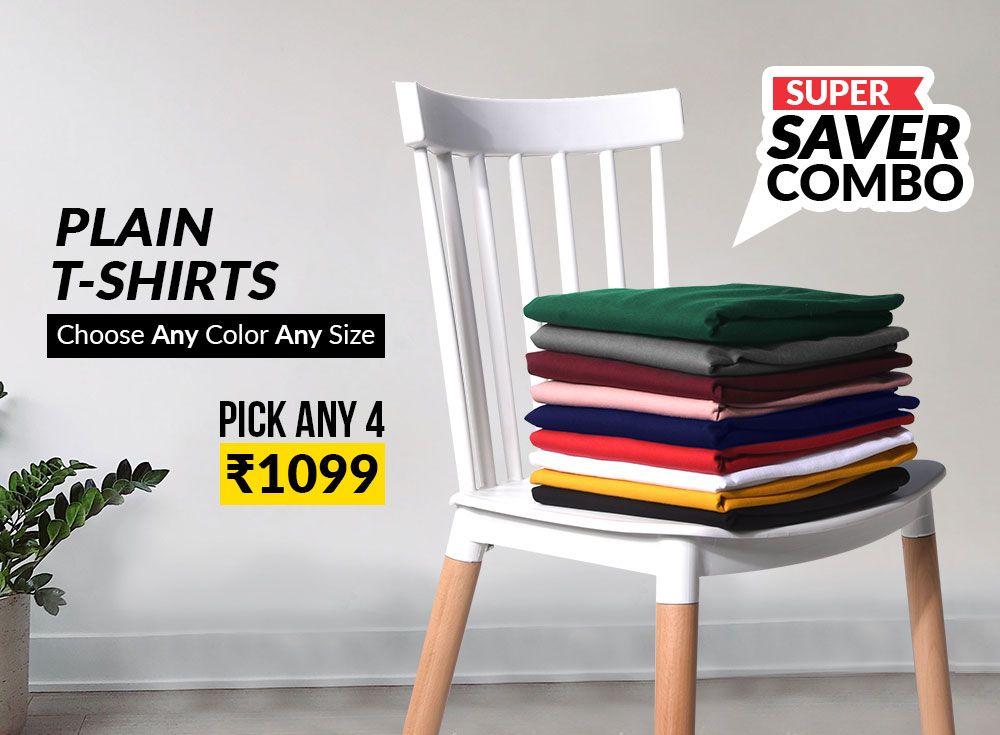 PLAIN
T-SHIRTS
Choose Any Color Any Size
PICK ANY 4
₹1099
SUPER
SAVER
COMBO